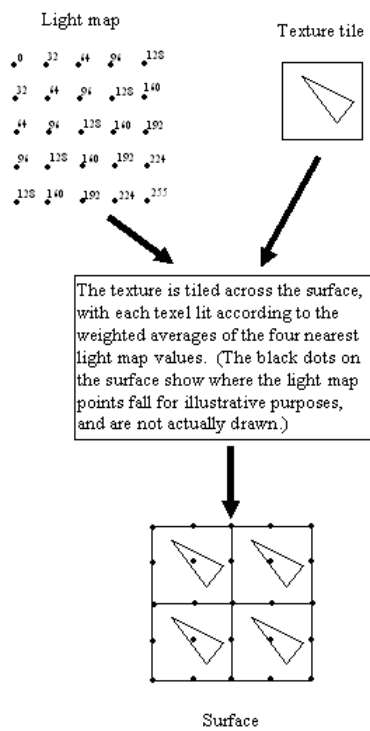 Light map
Texture tile
0 32 64 96 128
32 64 96 128 160
64 96 128 160 192
96 128 160 192 224
128 160 192 224 255
The texture is tiled across the surface,
with each texel lit according to the
weighted averages of the four nearest
light map values. (The black dots on
the surface show where the light map
points fall for illustrative purposes,
and are not actually drawn.)
Surface